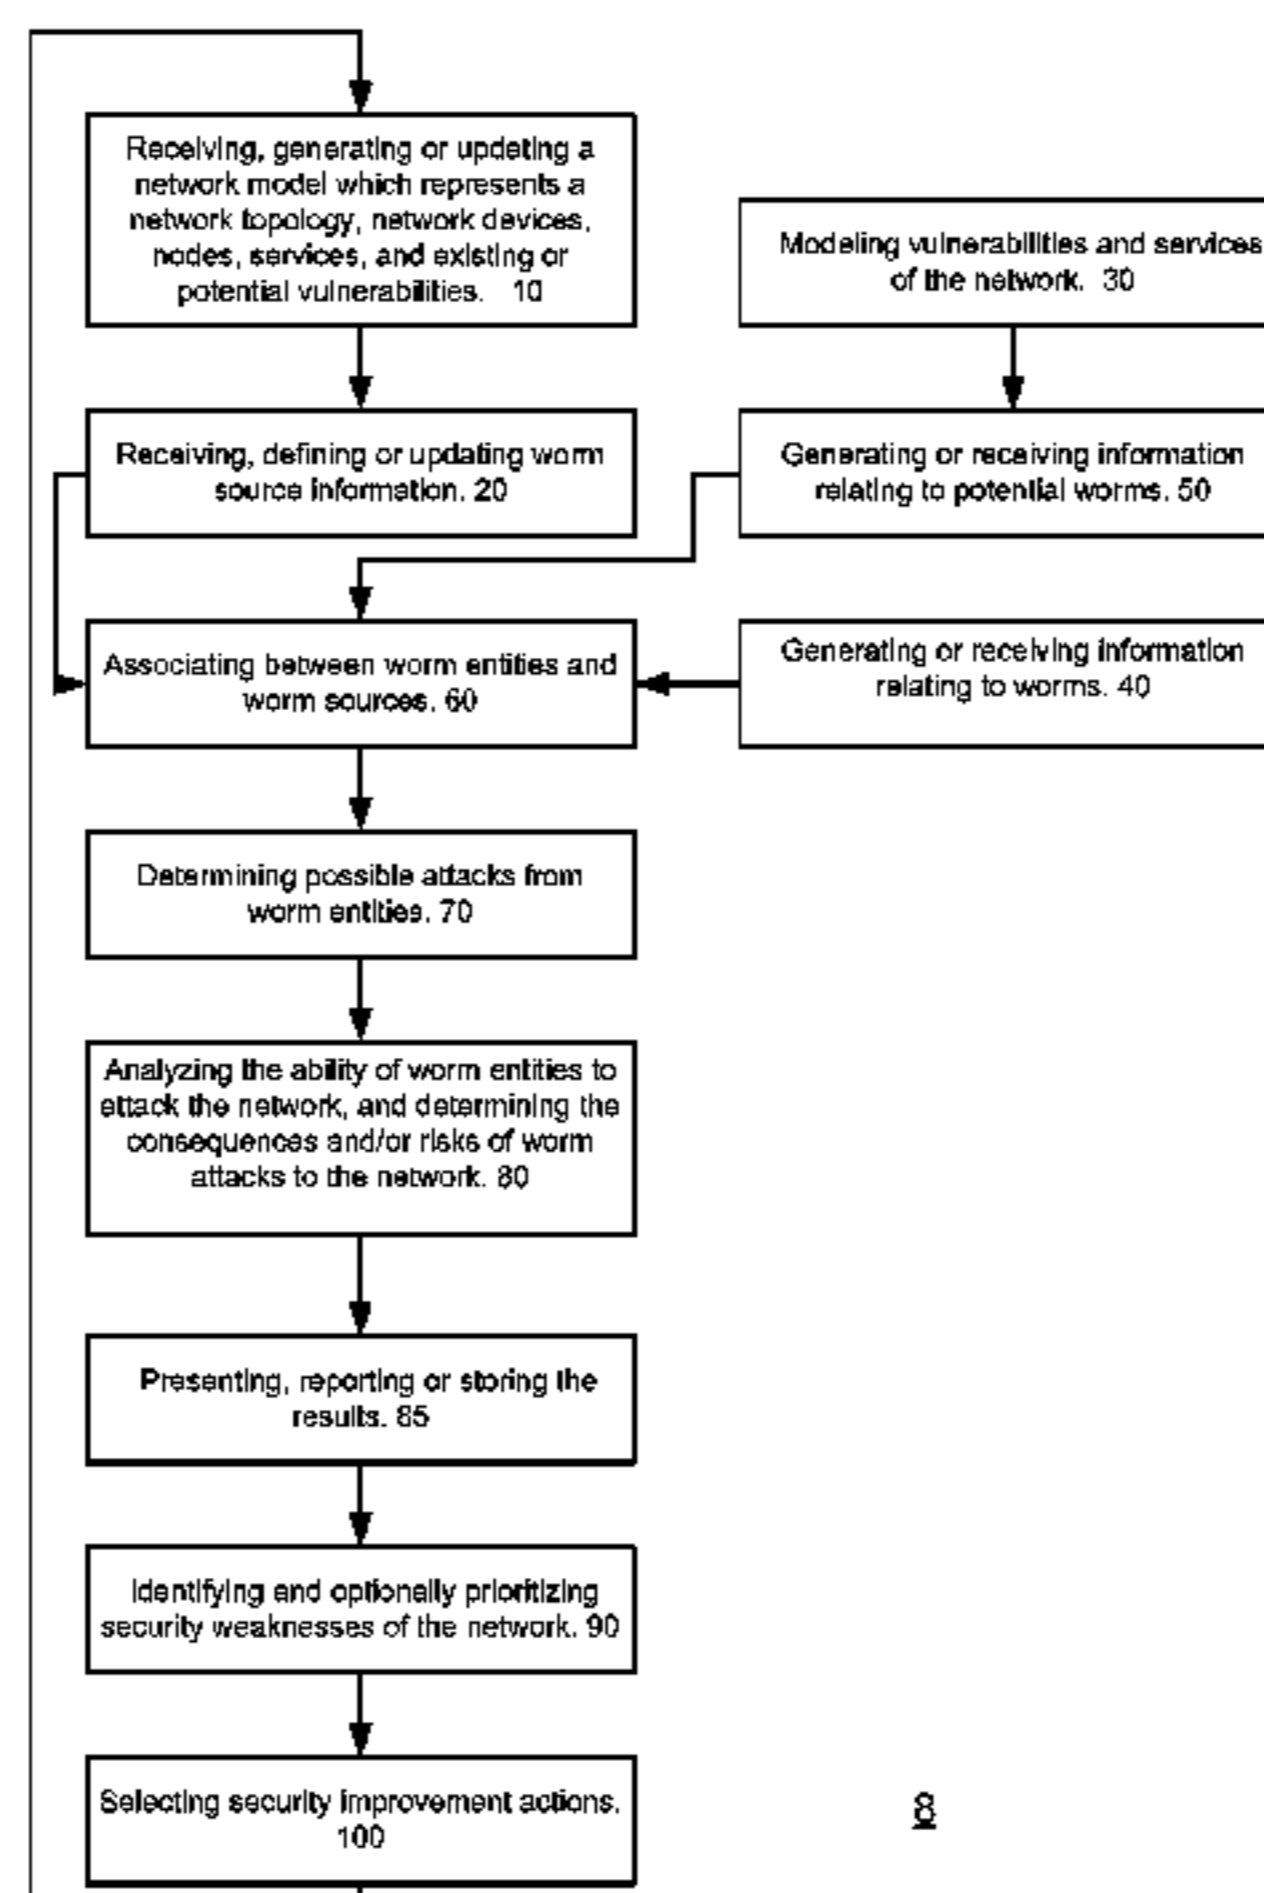 Receiving, generating or updating a
network model which represents a
network topology, network devices,
nodes, services, and existing or
potential vulnerabilities. 10
Modeling vulnerabilities and services
of the network. 30
Receiving, defining or updating worm
source information. 20
Generating or receiving information
relating to potential worms. 50
Associating between worm entities and
worm sources. 60
Generating or receiving information
relating to worms. 40
Determining possible attacks from
worm entities. 70
Analyzing the ability of worm entities to
attack the network, and determining the
consequences and/or risks of worm
attacks to the network. 80
Presenting, reporting or storing the
results. 85
Identifying and optionally prioritizing
security weaknesses of the network. 90
Selecting security improvement actions.
100
8